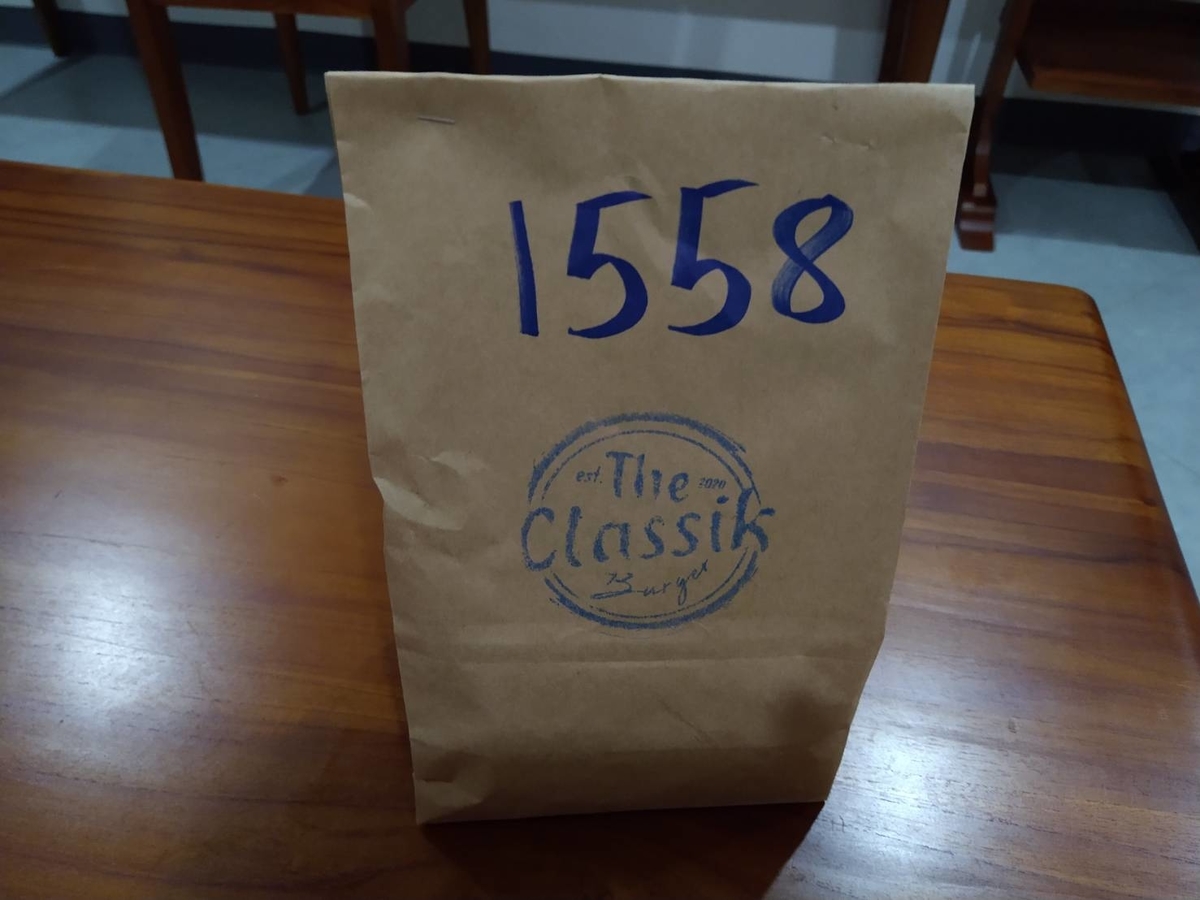 1558
est. The 2020
Classik
Burger